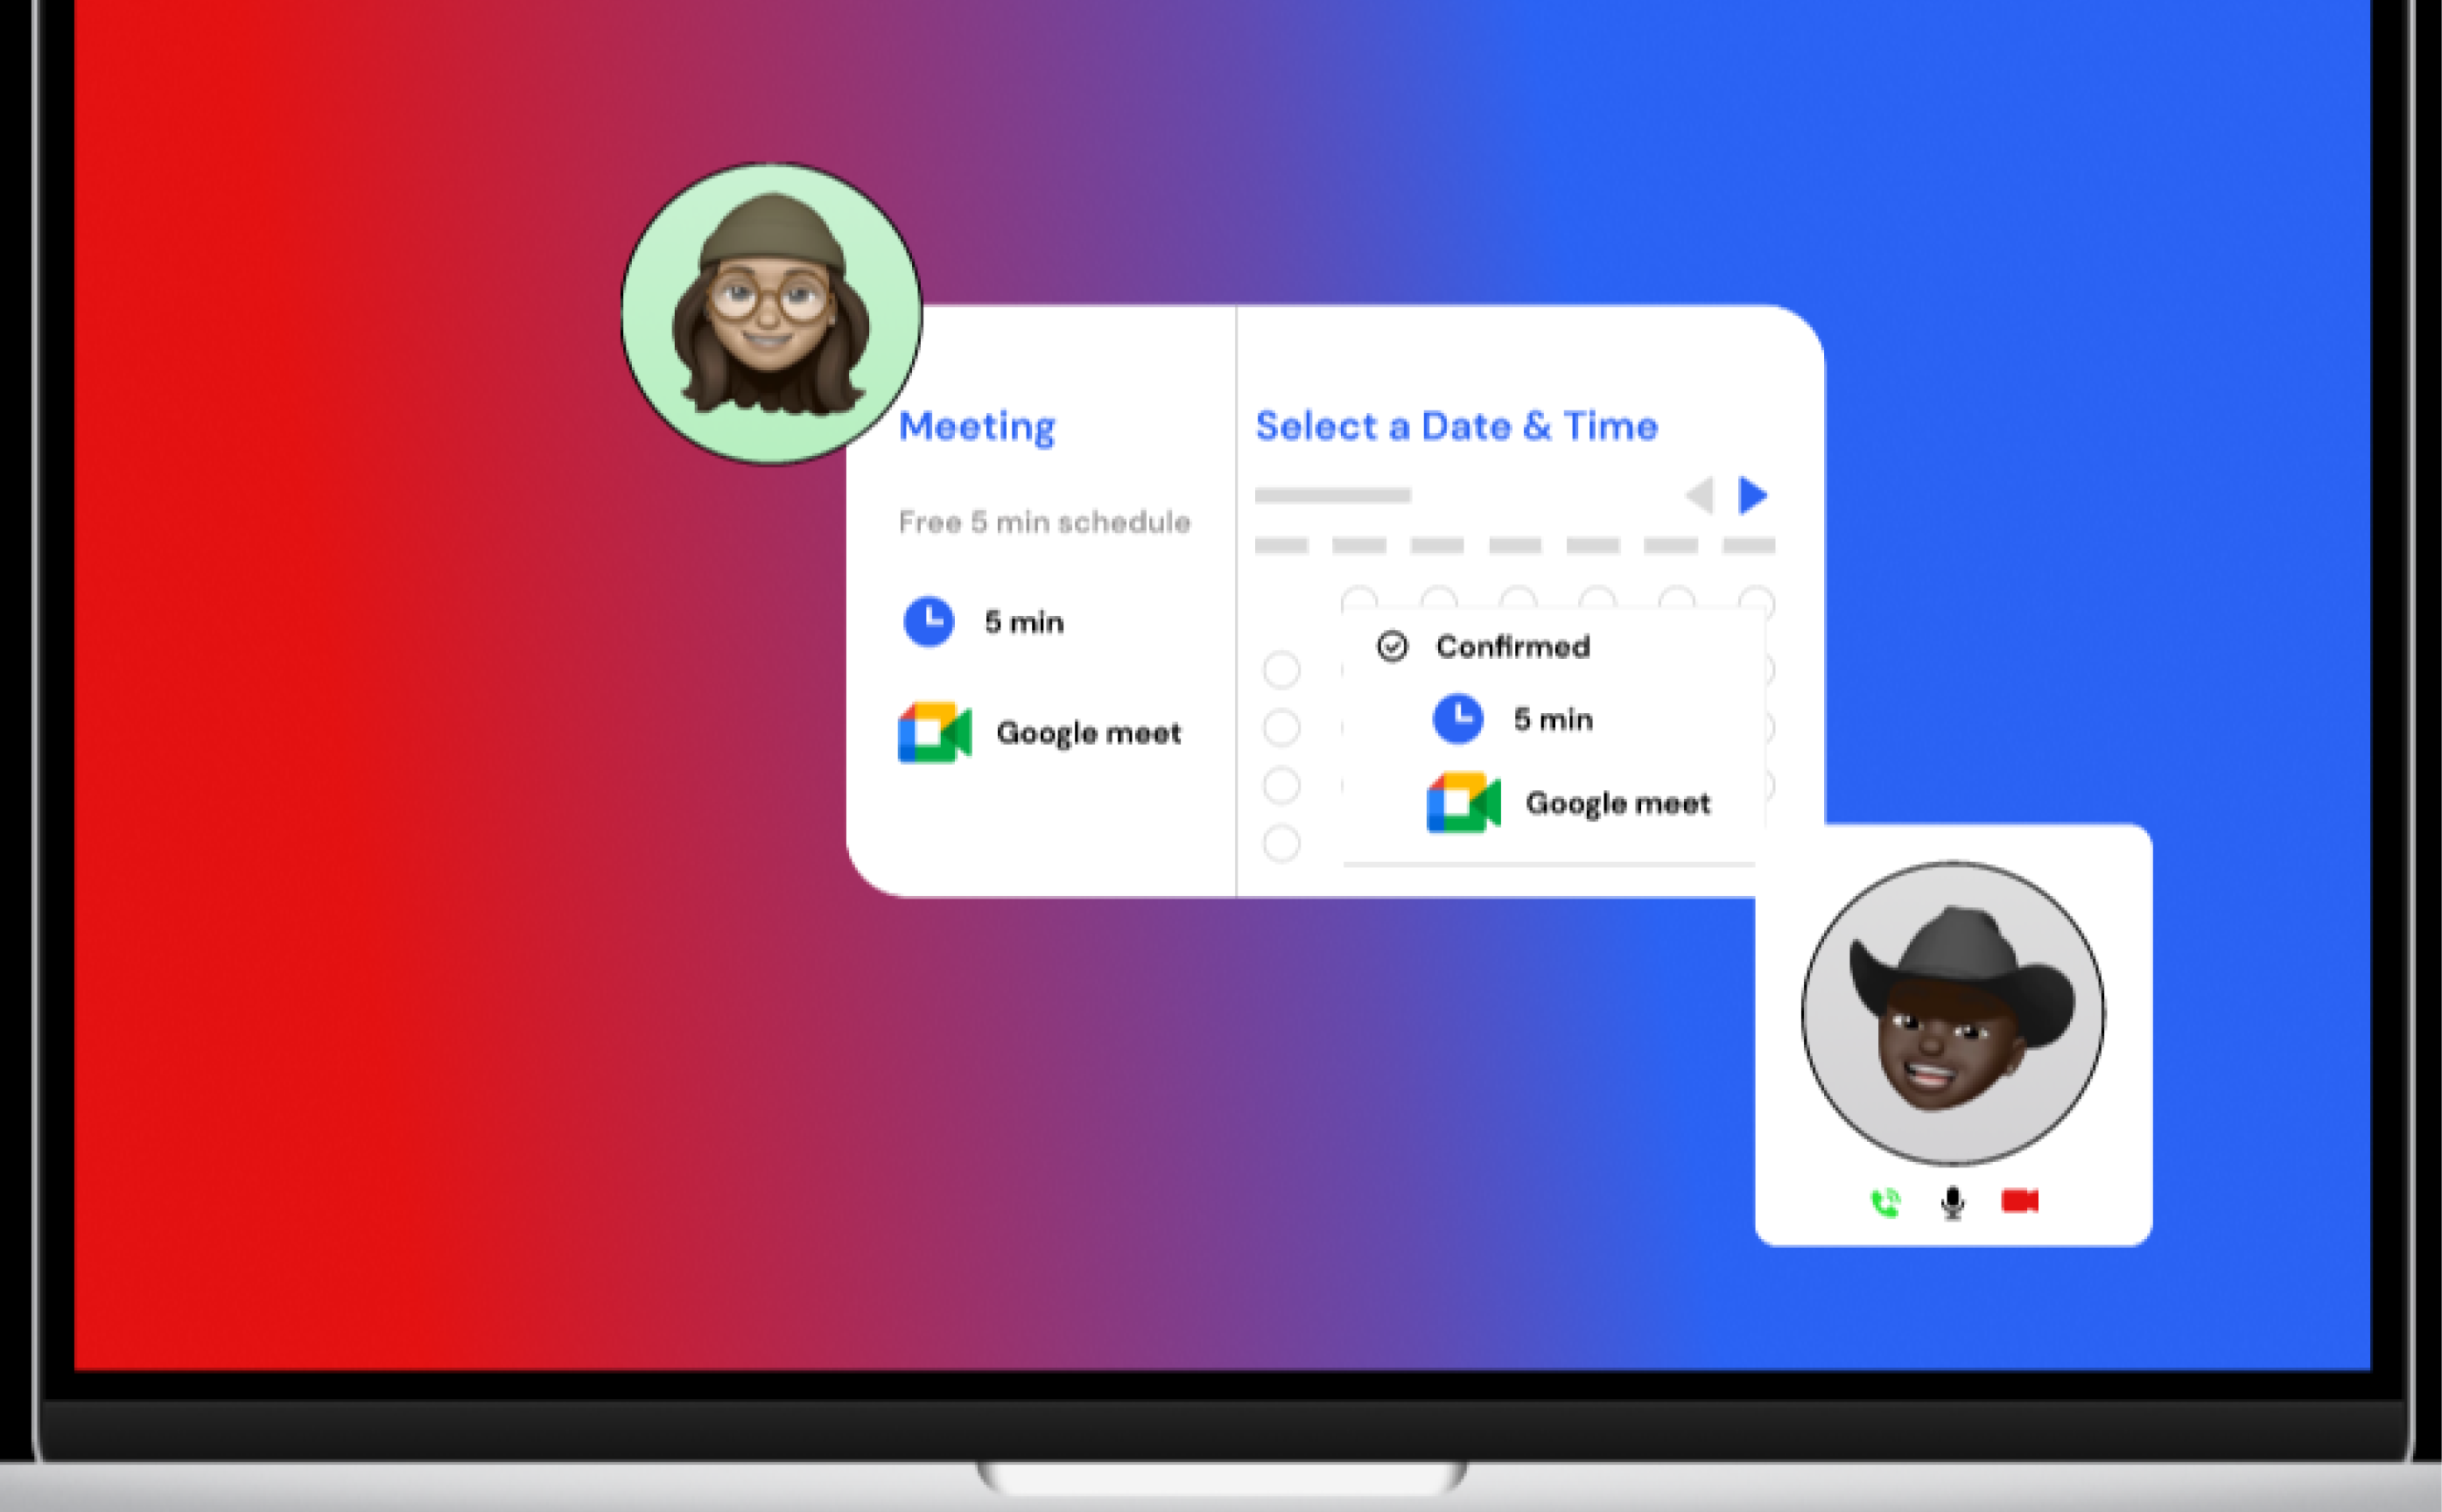 Meeting
Free 5 min schedule
5 min
Google meet
Select a Date & Time
Confirmed
5 min
Google meet